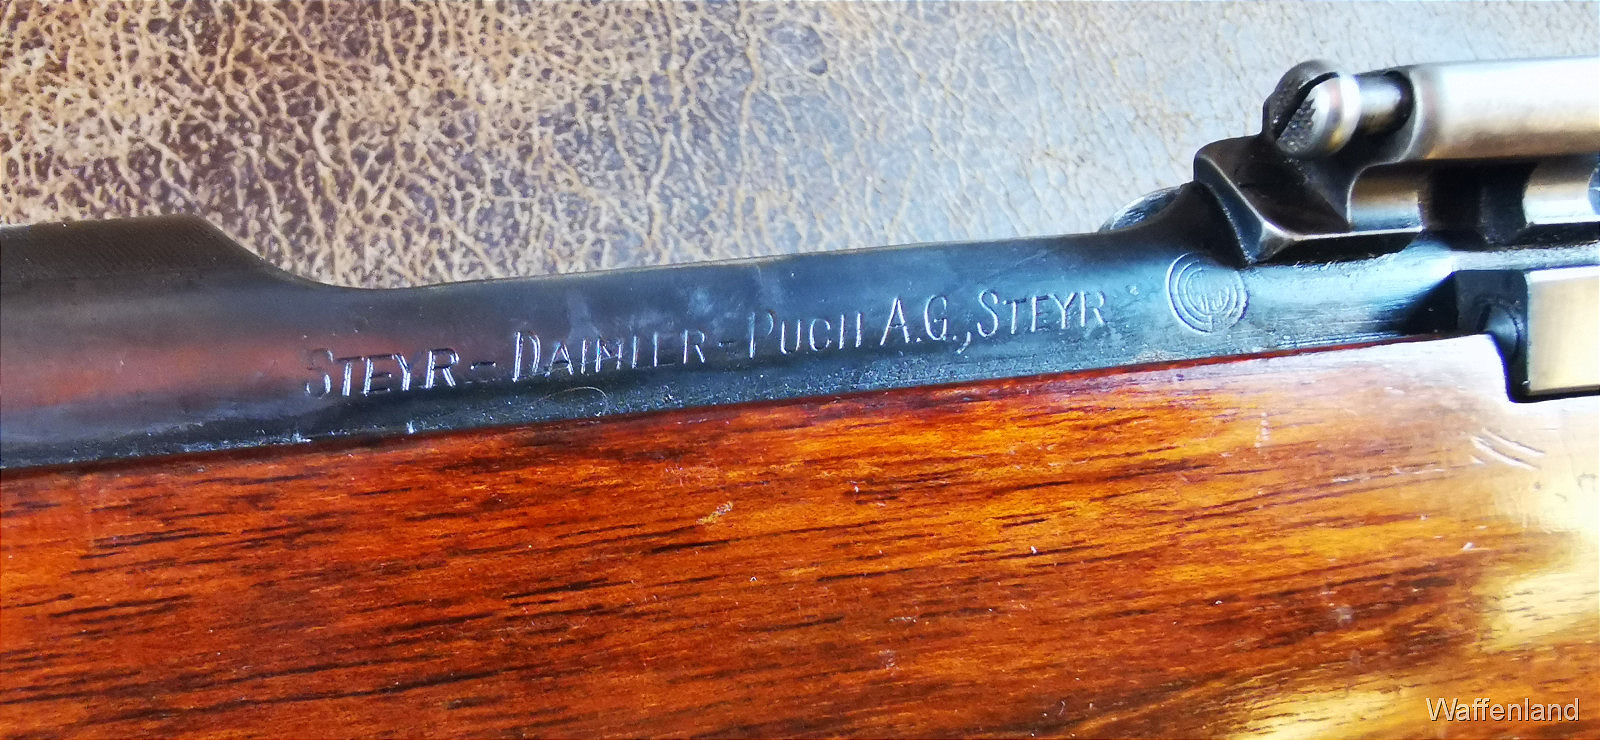 STEYR-DAIMLER-PUCH A.G., STEYR
Waffenland